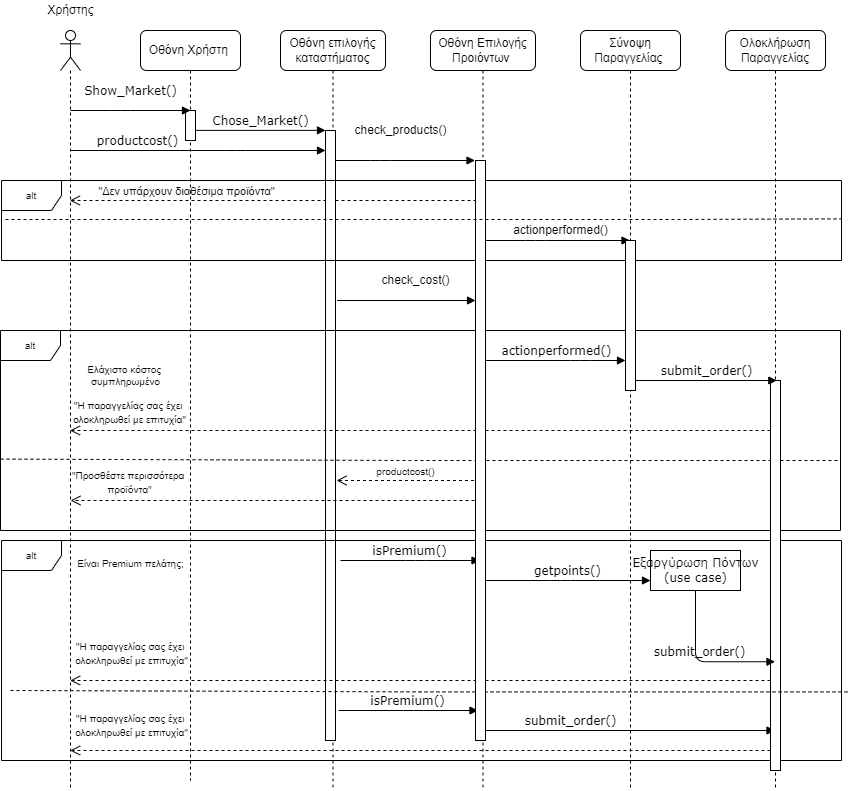 Χρήστης
Οθόνη Χρήστη
Οθόνη επιλογής
καταστήματος
Οθόνη Επιλογής
Προιόντων
Σύνοψη
Παραγγελίας
Ολοκλήρωση
Παραγγελίας
Show_Market()
Chose_Market()
productcost()
check_products()
alt
"Δεν υπάρχουν διαθέσιμα προϊόντα"
actionperformed()
check_cost()
alt
actionperformed()
Ελάχιστο κόστος
συμπληρωμένο
submit_order()
"Η παραγγελίας σας έχει
ολοκληρωθεί με επιτυχία"
"Προσθέστε περισσότερα
προϊόντα"
productcost()
alt
Είναι Premium πελάτης;
isPremium()
getpoints()
Εξαργύρωση Πόντων
(use case)
"Η παραγγελίας σας έχει
ολοκληρωθεί με επιτυχία"
submit_order()
isPremium()
"Η παραγγελίας σας έχει
ολοκληρωθεί με επιτυχία"
submit_order()